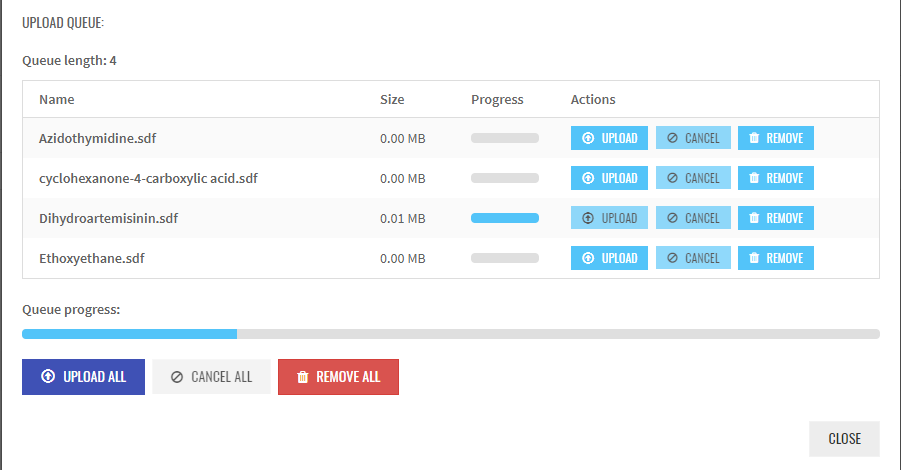 UPLOAD QUEUE:
Queue length: 4
Name Size Progress Actions
Azidothymidine.sdf 0.00 MB UPLOAD CANCEL REMOVE
cyclohexanone-4-carboxylic acid.sdf 0.00 MB UPLOAD CANCEL REMOVE
Dihydroartemisinin.sdf 0.01 MB UPLOAD CANCEL REMOVE
Ethoxyethane.sdf 0.00 MB UPLOAD CANCEL REMOVE
Queue progress:
UPLOAD ALL CANCEL ALL REMOVE ALL
CLOSE